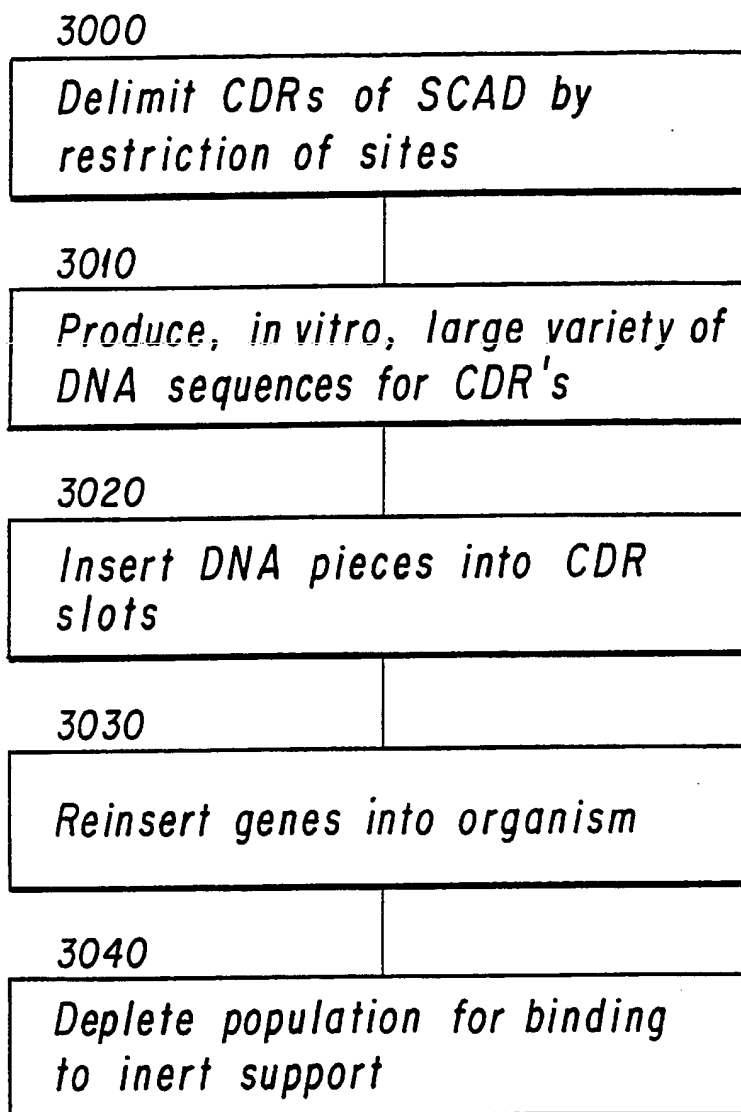 3000
Delimit CDRs of SCAD by
restriction of sites
3010
Produce, in vitro, large variety of
DNA sequences for CDR's
3020
Insert DNA pieces into CDR
slots
3030
Reinsert genes into organism
3040
Deplete population for binding
to inert support